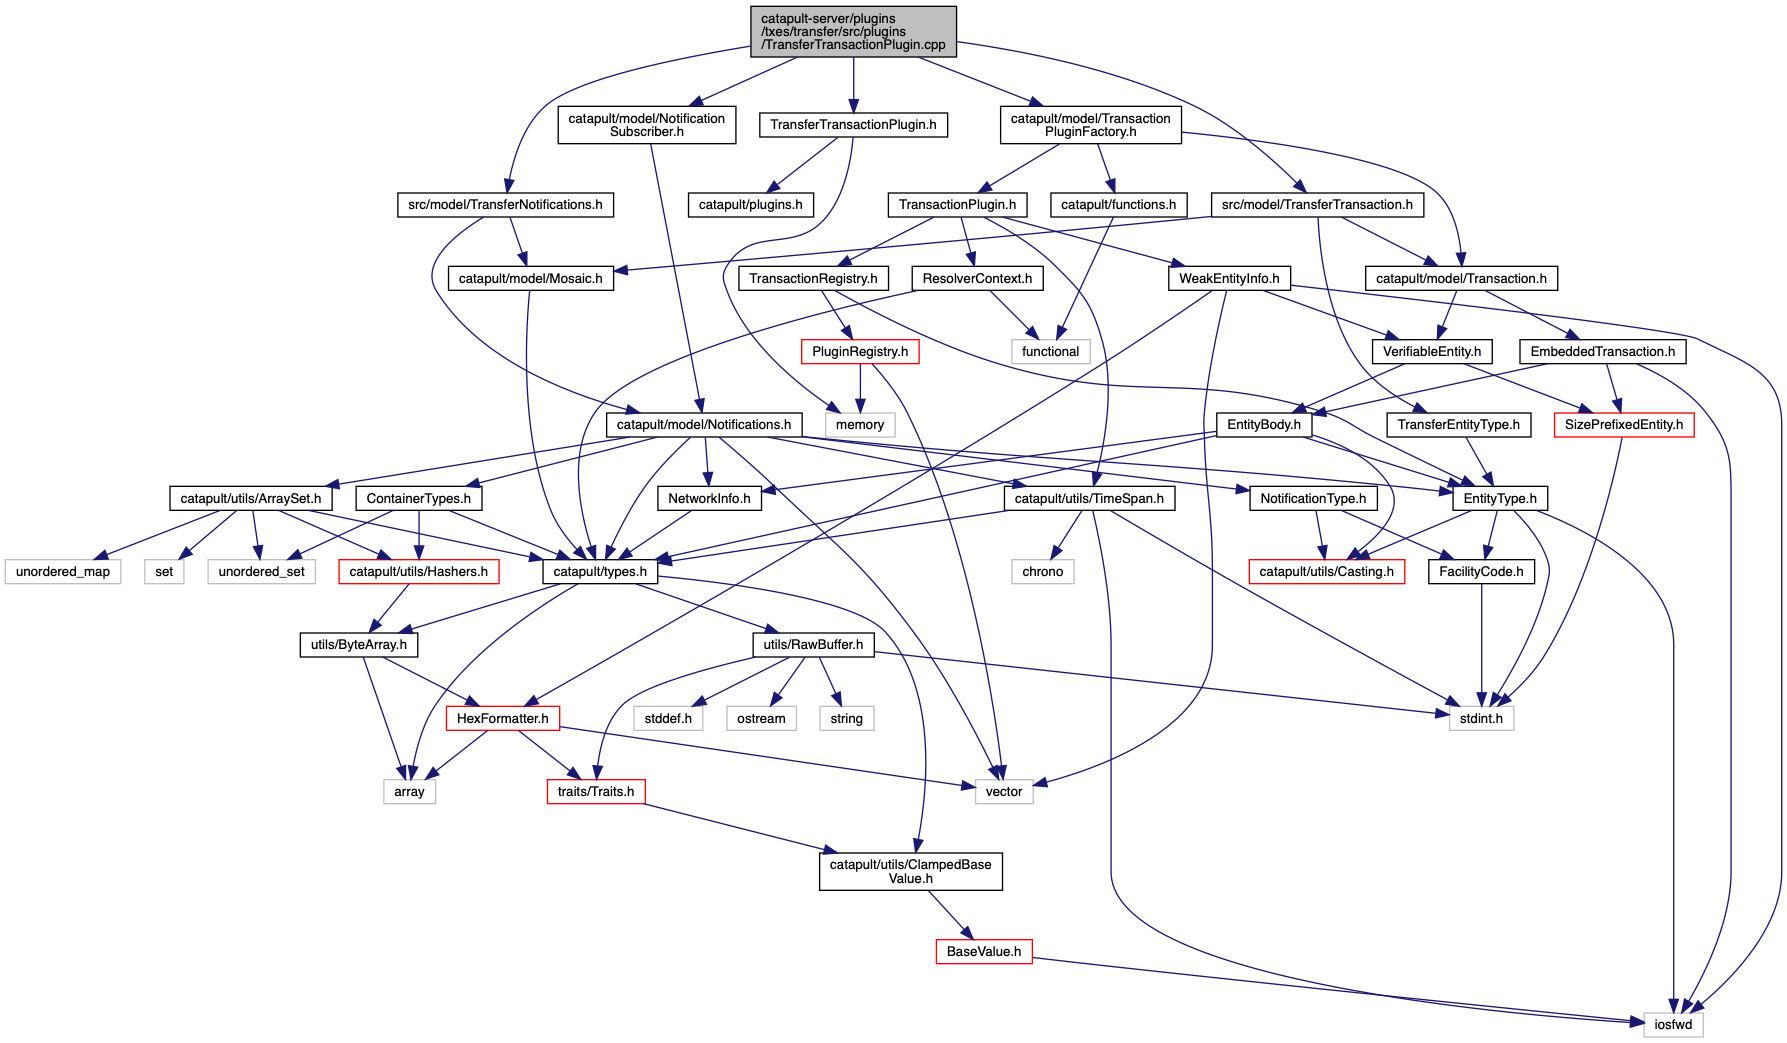 catapult-server/plugins
/txes/transfer/src/plugins
/TransferTransactionPlugin.cpp
catapult/model/Notification
Subscriber.h
TransferTransactionPlugin.h
catapult/model/Transaction
PluginFactory.h
src/model/TransferNotifications.h
catapult/plugins.h
TransactionPlugin.h
catapult/functions.h
src/model/TransferTransaction.h
catapult/model/Mosaic.h
TransactionRegistry.h
ResolverContext.h
WeakEntityInfo.h
catapult/model/Transaction.h
PluginRegistry.h
functional
VerifiableEntity.h
EmbeddedTransaction.h
catapult/model/Notifications.h
memory
EntityBody.h
TransferEntityType.h
SizePrefixedEntity.h
catapult/utils/ArraySet.h
ContainerTypes.h
NetworkInfo.h
catapult/utils/TimeSpan.h
NotificationType.h
EntityType.h
unordered_map
set
unordered_set
catapult/utils/Hashers.h
catapult/types.h
chrono
catapult/utils/Casting.h
FacilityCode.h
utils/ByteArray.h
utils/RawBuffer.h
HexFormatter.h
stddef.h
ostream
string
stdint.h
array
traits/Traits.h
vector
catapult/utils/ClampedBase
Value.h
BaseValue.h
iosfwd